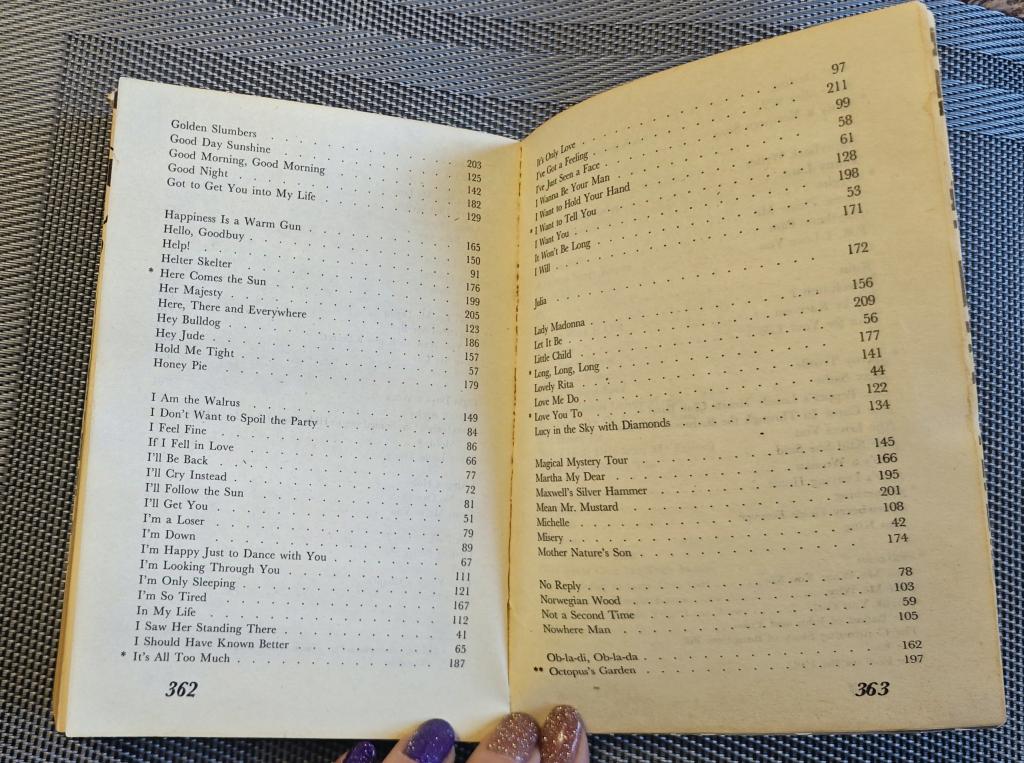 Golden Slumbers . . . . . . . . . . 203
Good Day Sunshine . . . . . . . . . . 125
Good Morning, Good Morning . . . . . . . . 142
Good Night . . . . . . . . . . 182
Got to Get You into My Life . . . . . . . . 129
Happiness Is a Warm Gun . . . . . . . . 165
Hello, Goodbuy . . . . . . . . . . 150
Help! . . . . . . . . . . 91
Helter Skelter . . . . . . . . . . 176
* Here Comes the Sun . . . . . . . . . . 199
Her Majesty . . . . . . . . . . 205
Here, There and Everywhere . . . . . . . . 123
Hey Bulldog . . . . . . . . . . 186
Hey Jude . . . . . . . . . . 157
Hold Me Tight . . . . . . . . . . 57
Honey Pie . . . . . . . . . . 179
I Am the Walrus . . . . . . . . . . 149
I Don't Want to Spoil the Party . . . . . . . . 84
I Feel Fine . . . . . . . . . . 86
If I Fell in Love . . . . . . . . . . 66
I'll Be Back . . . . . . . . . . 77
I'll Cry Instead . . . . . . . . . . 72
I'll Follow the Sun . . . . . . . . . . 81
I'll Get You . . . . . . . . . . 51
I'm a Loser . . . . . . . . . . 79
I'm Down . . . . . . . . . . 89
I'm Happy Just to Dance with You . . . . . . . . 67
I'm Looking Through You . . . . . . . . 111
I'm Only Sleeping . . . . . . . . . . 121
I'm So Tired . . . . . . . . . . 167
In My Life . . . . . . . . . . 112
I Saw Her Standing There . . . . . . . . 41
I Should Have Known Better . . . . . . . . 65
* It's All Too Much . . . . . . . . . . 187
362
It's Only Love . . . . . . . . . . 97
I've Got a Feeling . . . . . . . . . . 211
I've Just Seen a Face . . . . . . . . . . 99
I Wanna Be Your Man . . . . . . . . . . 58
I Want to Hold Your Hand . . . . . . . . 61
* I Want to Tell You . . . . . . . . . . 128
I Want You . . . . . . . . . . 198
It Won't Be Long . . . . . . . . . . 53
I Will . . . . . . . . . . 171
Julia . . . . . . . . . . 172
Lady Madonna . . . . . . . . . . 156
Let It Be . . . . . . . . . . 209
Little Child . . . . . . . . . . 56
* Long, Long, Long . . . . . . . . . . 177
Lovely Rita . . . . . . . . . . 141
Love Me Do . . . . . . . . . . 44
* Love You To . . . . . . . . . . 122
Lucy in the Sky with Diamonds . . . . . . . . 134
Magical Mystery Tour . . . . . . . . . . 145
Martha My Dear . . . . . . . . . . 166
Maxwell's Silver Hammer . . . . . . . . 195
Mean Mr. Mustard . . . . . . . . . . 201
Michelle . . . . . . . . . . 108
Misery . . . . . . . . . . 42
Mother Nature's Son . . . . . . . . . . 174
No Reply . . . . . . . . . . 78
Norwegian Wood . . . . . . . . . . 103
Not a Second Time . . . . . . . . . . 59
Nowhere Man . . . . . . . . . . 105
Ob-la-di, Ob-la-da . . . . . . . . . . 162
** Octopus's Garden . . . . . . . . . . 197
363